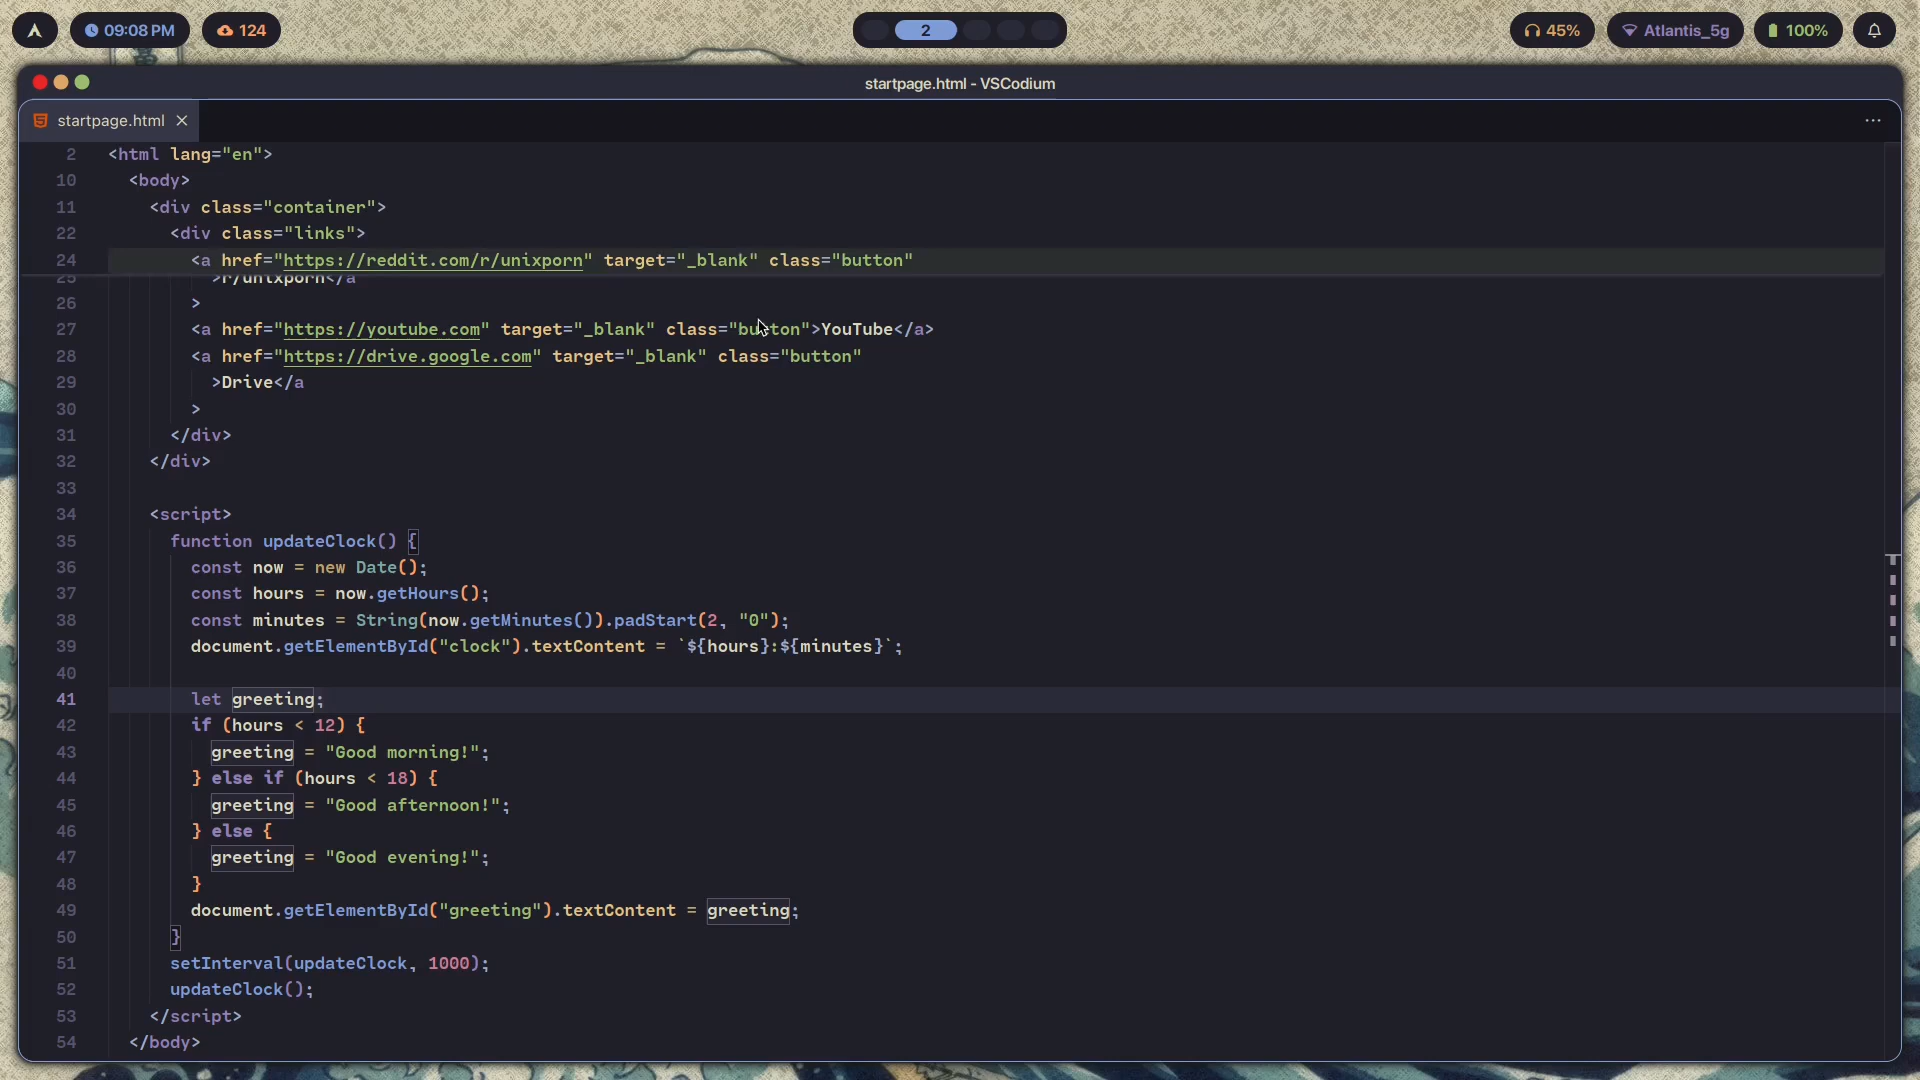 09:08 PM
124
2
45%
Atlantis_5g
100%
startpage.html - VSCodium
startpage.html
2 <html lang="en">
10 <body>
11 <div class="container">
22 <div class="links">
24 <a href="https://reddit.com/r/unixporn" target="_blank" class="button"
25 >r/unixporn</a
26 >
27 <a href="https://youtube.com" target="_blank" class="button">YouTube</a>
28 <a href="https://drive.google.com" target="_blank" class="button"
29 >Drive</a
30 >
31 </div>
32 </div>
33
34 <script>
35 function updateClock() {
36 const now = new Date();
37 const hours = now.getHours();
38 const minutes = String(now.getMinutes()).padStart(2, "0");
39 document.getElementById("clock").textContent = `${hours}:${minutes}`;
40
41 let greeting;
42 if (hours < 12) {
43 greeting = "Good morning!";
44 } else if (hours < 18) {
45 greeting = "Good afternoon!";
46 } else {
47 greeting = "Good evening!";
48 }
49 document.getElementById("greeting").textContent = greeting;
50 }
51 setInterval(updateClock, 1000);
52 updateClock();
53 </script>
54 </body>